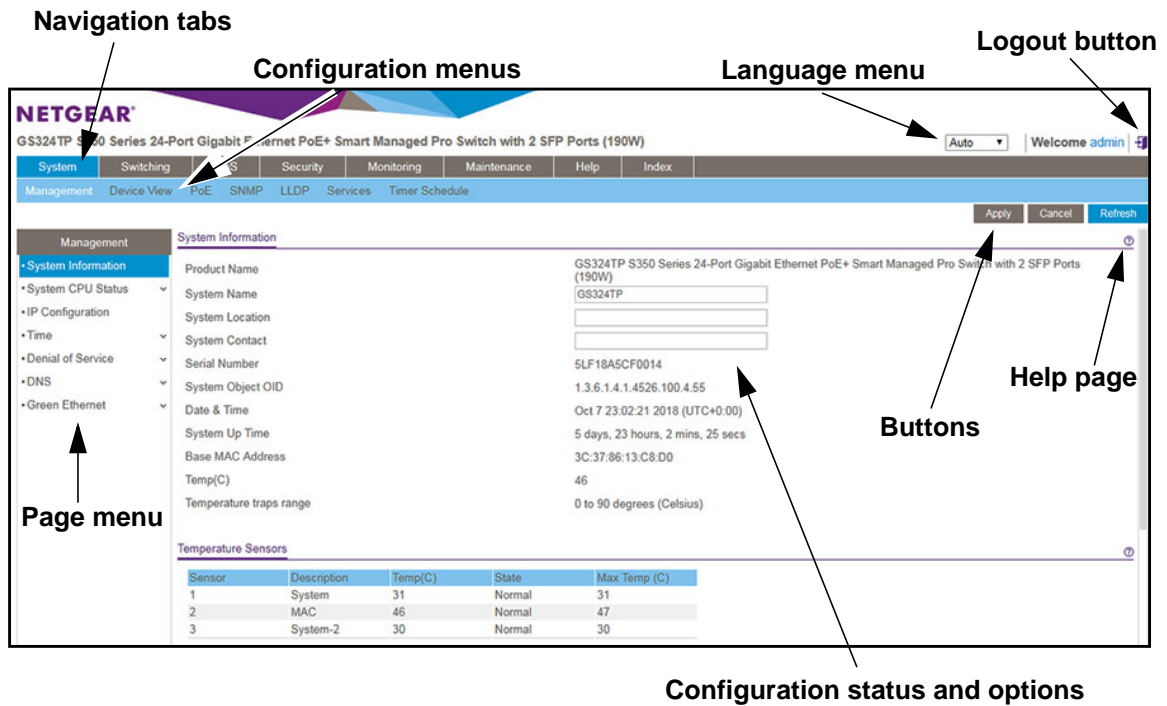 Navigation tabs
Logout button
Configuration menus
Language menu
NETGEAR
GS324TP S350 Series 24-Port Gigabit Ethernet PoE+ Smart Managed Pro Switch with 2 SFP Ports (190W)
Auto
Welcome admin
System Switching Security Monitoring Maintenance Help Index
Management Device View PoE SNMP LLDP Services Timer Schedule
Apply Cancel Refresh
Management
System Information
• System Information
• System CPU Status
• IP Configuration
• Time
• Denial of Service
• DNS
• Green Ethernet
Product Name GS324TP S350 Series 24-Port Gigabit Ethernet PoE+ Smart Managed Pro Switch with 2 SFP Ports
(190W)
System Name GS324TP
System Location
System Contact
Serial Number 5LF18A5CF0014
System Object OID 1.3.6.1.4.1.4526.100.4.55
Date & Time Oct 7 23:02:21 2018 (UTC+0:00)
System Up Time 5 days, 23 hours, 2 mins, 25 secs
Base MAC Address 3C:37:86:13:C8:D0
Temp(C) 46
Temperature traps range 0 to 90 degrees (Celsius)
Help page
Buttons
Page menu
Temperature Sensors
Sensor Description Temp(C) State Max Temp (C)
1 System 31 Normal 31
2 MAC 46 Normal 47
3 System-2 30 Normal 30
Configuration status and options